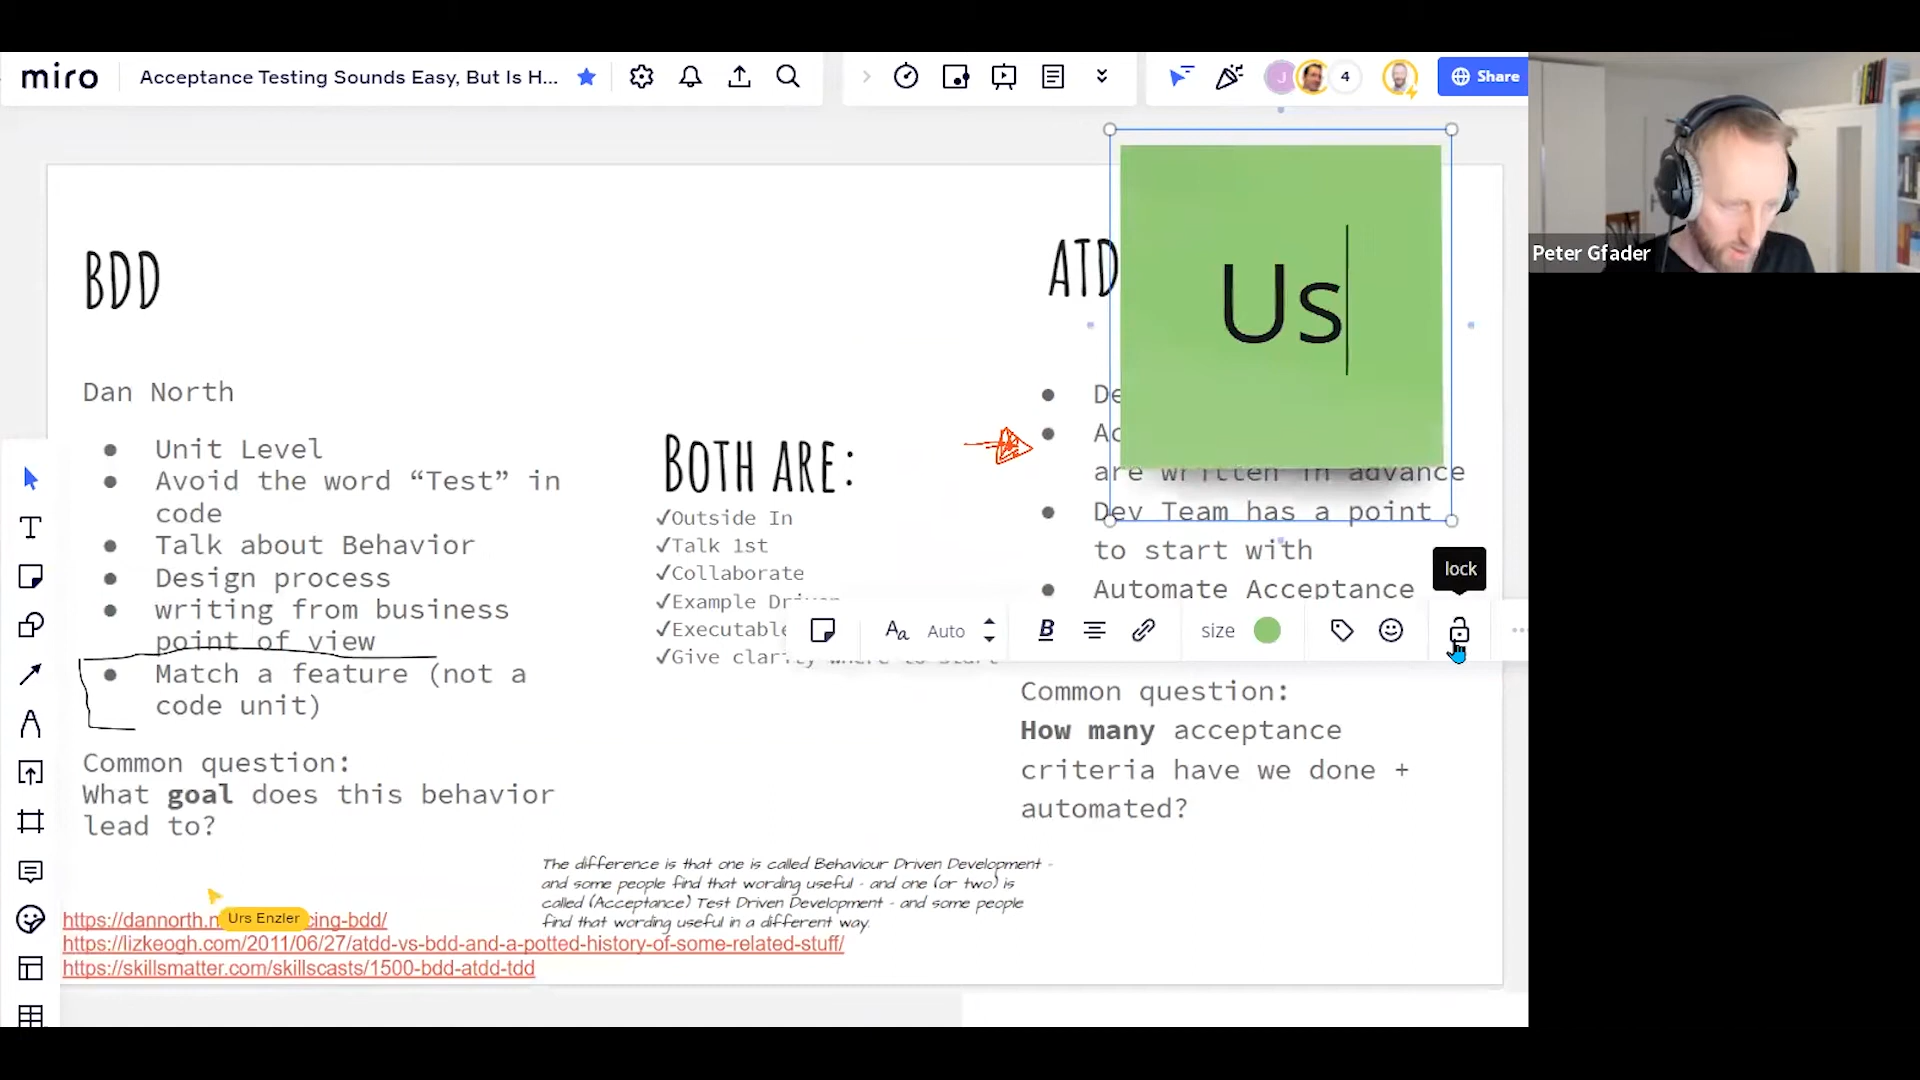 miro
Acceptance Testing Sounds Easy, But Is H...
J
4
Share
Peter Gfader
BDD
ATD
Us
Dan North
Unit Level
Avoid the word “Test” in
code
Talk about Behavior
Design process
writing from business
point of view
Match a feature (not a
code unit)
Common question:
What goal does this behavior
lead to?
Both are:
✓Outside In
✓Talk 1st
✓Collaborate
✓Example Driven
✓Executable
✓Give clarity where to start
are written in advance
Dev Team has a point
to start with
Automate Acceptance
lock
Auto
B
size
Common question:
How many acceptance
criteria have we done +
automated?
The difference is that one is called Behaviour Driven Development -
and some people find that wording useful - and one (or two) is
called (Acceptance) Test Driven Development - and some people
find that wording useful in a different way.
Urs Enzler
https://dannorth.n cing-bdd/
https://lizkeogh.com/2011/06/27/atdd-vs-bdd-and-a-potted-history-of-some-related-stuff/
https://skillsmatter.com/skillscasts/1500-bdd-atdd-tdd